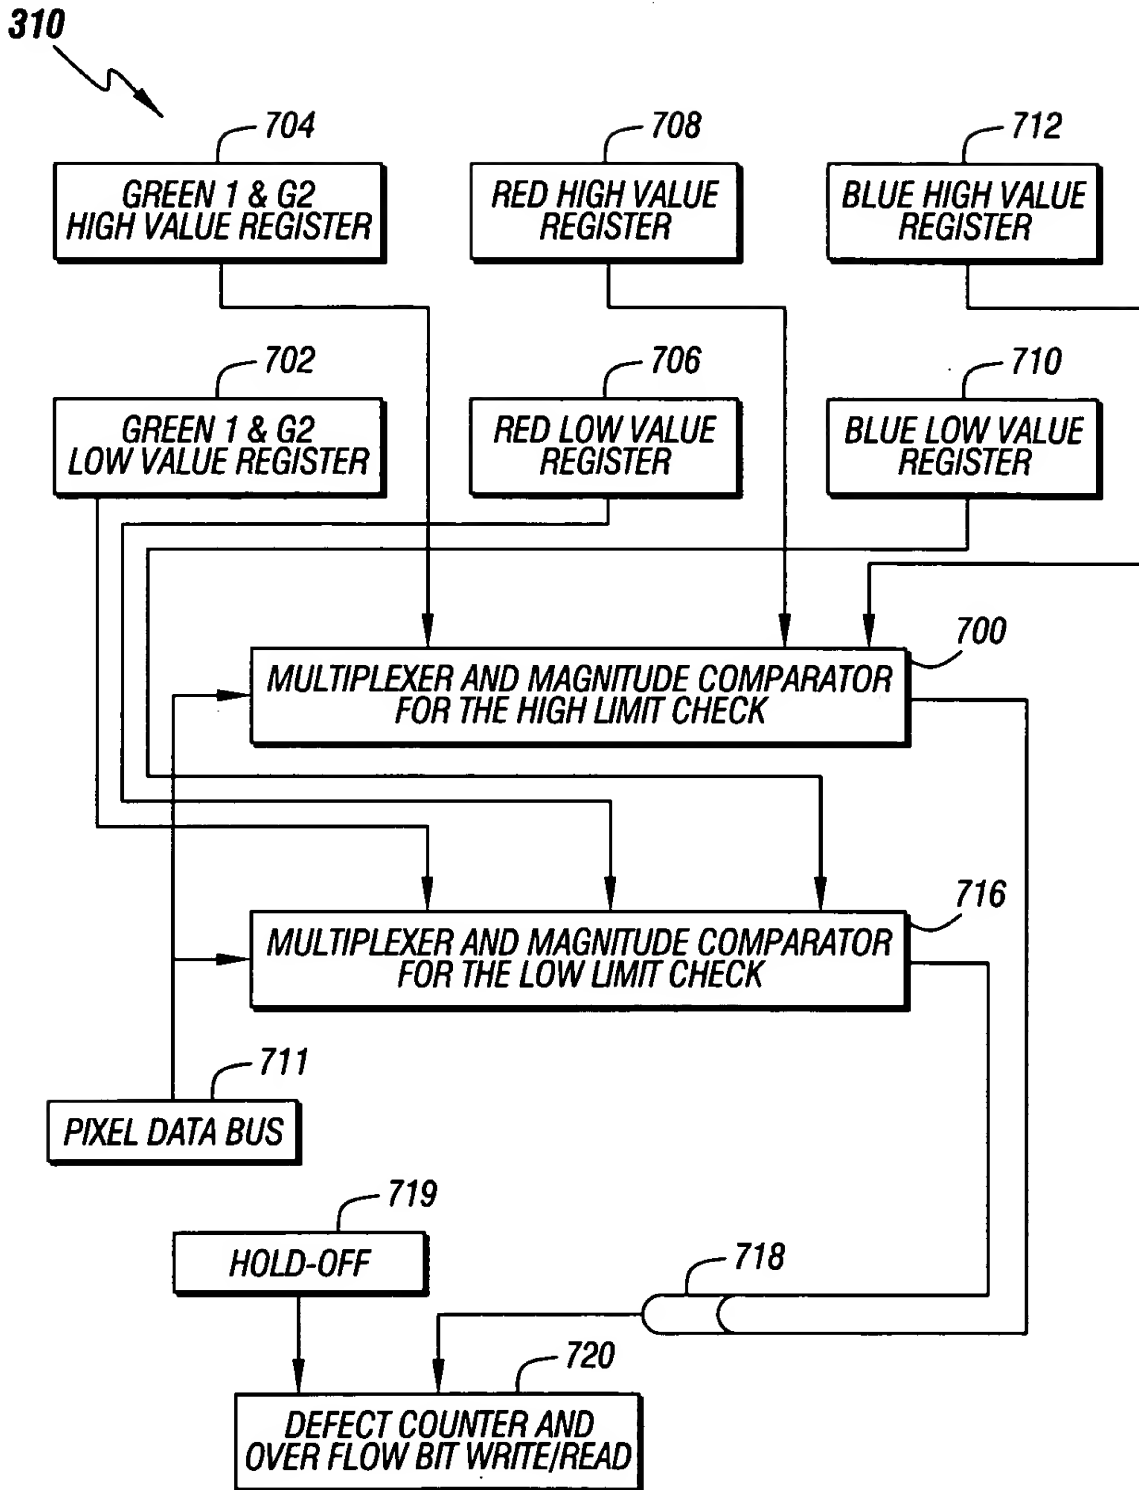 310
704
708
712
GREEN 1 & G2
HIGH VALUE REGISTER
RED HIGH VALUE
REGISTER
BLUE HIGH VALUE
REGISTER
702
706
710
GREEN 1 & G2
LOW VALUE REGISTER
RED LOW VALUE
REGISTER
BLUE LOW VALUE
REGISTER
700
MULTIPLEXER AND MAGNITUDE COMPARATOR
FOR THE HIGH LIMIT CHECK
716
MULTIPLEXER AND MAGNITUDE COMPARATOR
FOR THE LOW LIMIT CHECK
711
PIXEL DATA BUS
719
HOLD-OFF
718
720
DEFECT COUNTER AND
OVER FLOW BIT WRITE/READ